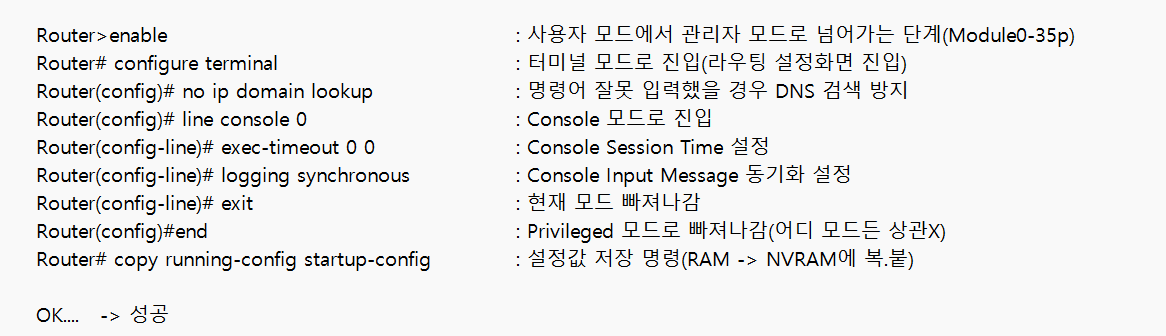 Router>enable : 사용자 모드에서 관리자 모드로 넘어가는 단계(Module0-35p)
Router# configure terminal : 터미널 모드로 진입(라우팅 설정화면 진입)
Router(config)# no ip domain lookup : 명령어 잘못 입력했을 경우 DNS 검색 방지
Router(config)# line console 0 : Console 모드로 진입
Router(config-line)# exec-timeout 0 0 : Console Session Time 설정
Router(config-line)# logging synchronous : Console Input Message 동기화 설정
Router(config-line)# exit : 현재 모드 빠져나감
Router(config)#end : Privileged 모드로 빠져나감(어디 모드든 상관X)
Router# copy running-config startup-config : 설정값 저장 명령(RAM -> NVRAM에 복.붙)
OK.... -> 성공